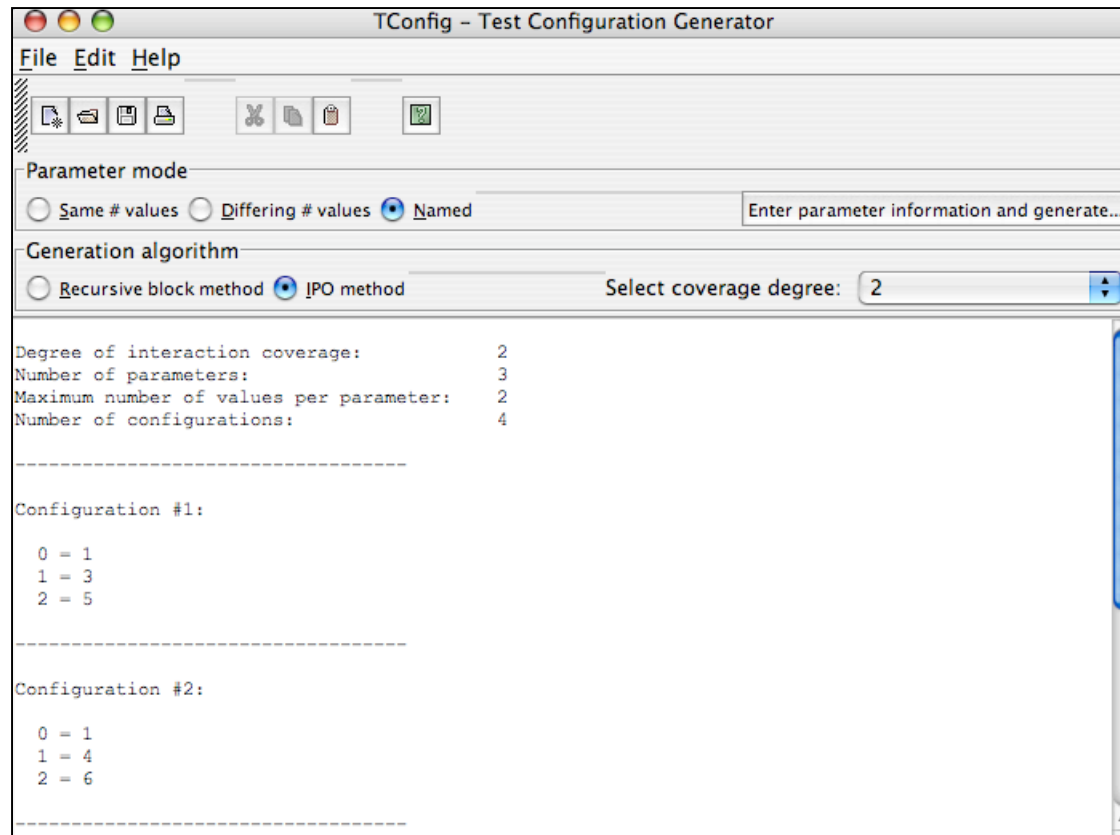 TConfig – Test Configuration Generator
File Edit Help
Parameter mode
Same # values Differing # values Named
Enter parameter information and generate...
Generation algorithm
Recursive block method IPO method
Select coverage degree: 2
Degree of interaction coverage: 2
Number of parameters: 3
Maximum number of values per parameter: 2
Number of configurations: 4
-----------------------------------
Configuration #1:
0 = 1
1 = 3
2 = 5
-----------------------------------
Configuration #2:
0 = 1
1 = 4
2 = 6
-----------------------------------